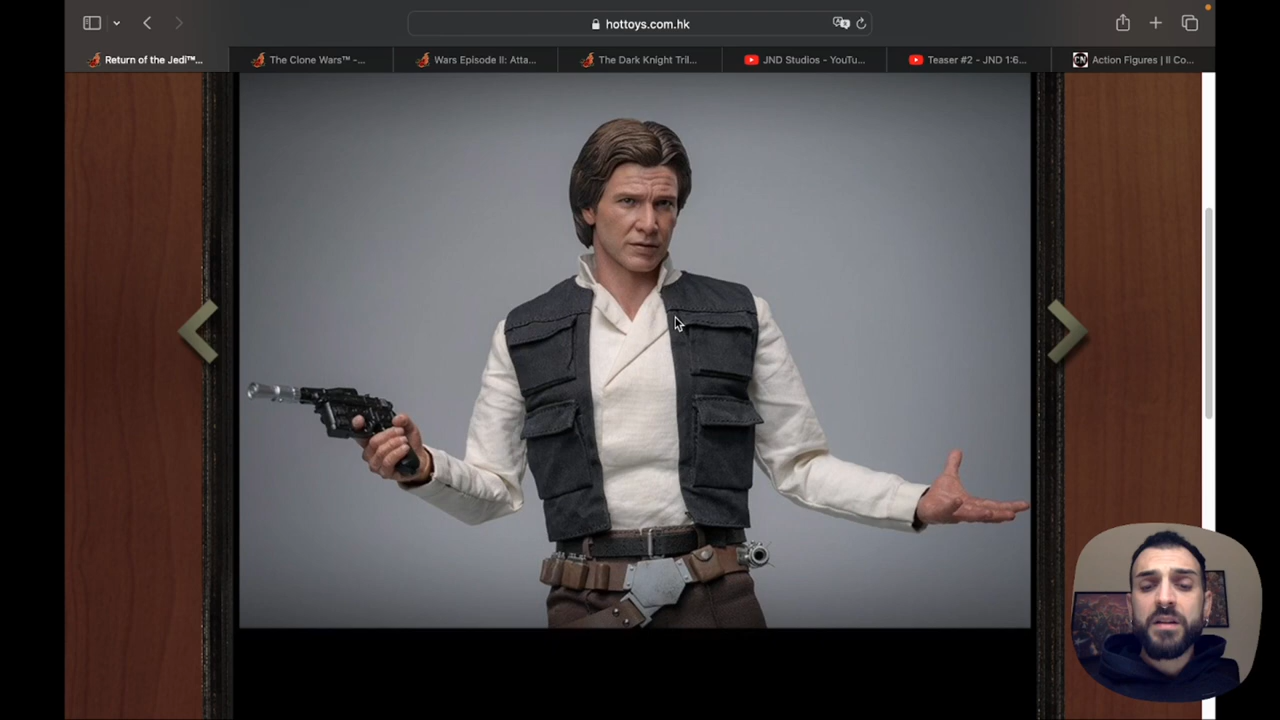 hottoys.com.hk
Return of the Jedi™...
The Clone Wars™ -...
Wars Episode II: Atta...
The Dark Knight Tril...
JND Studios - YouTu...
Teaser #2 - JND 1:6...
Action Figures | Il Co...